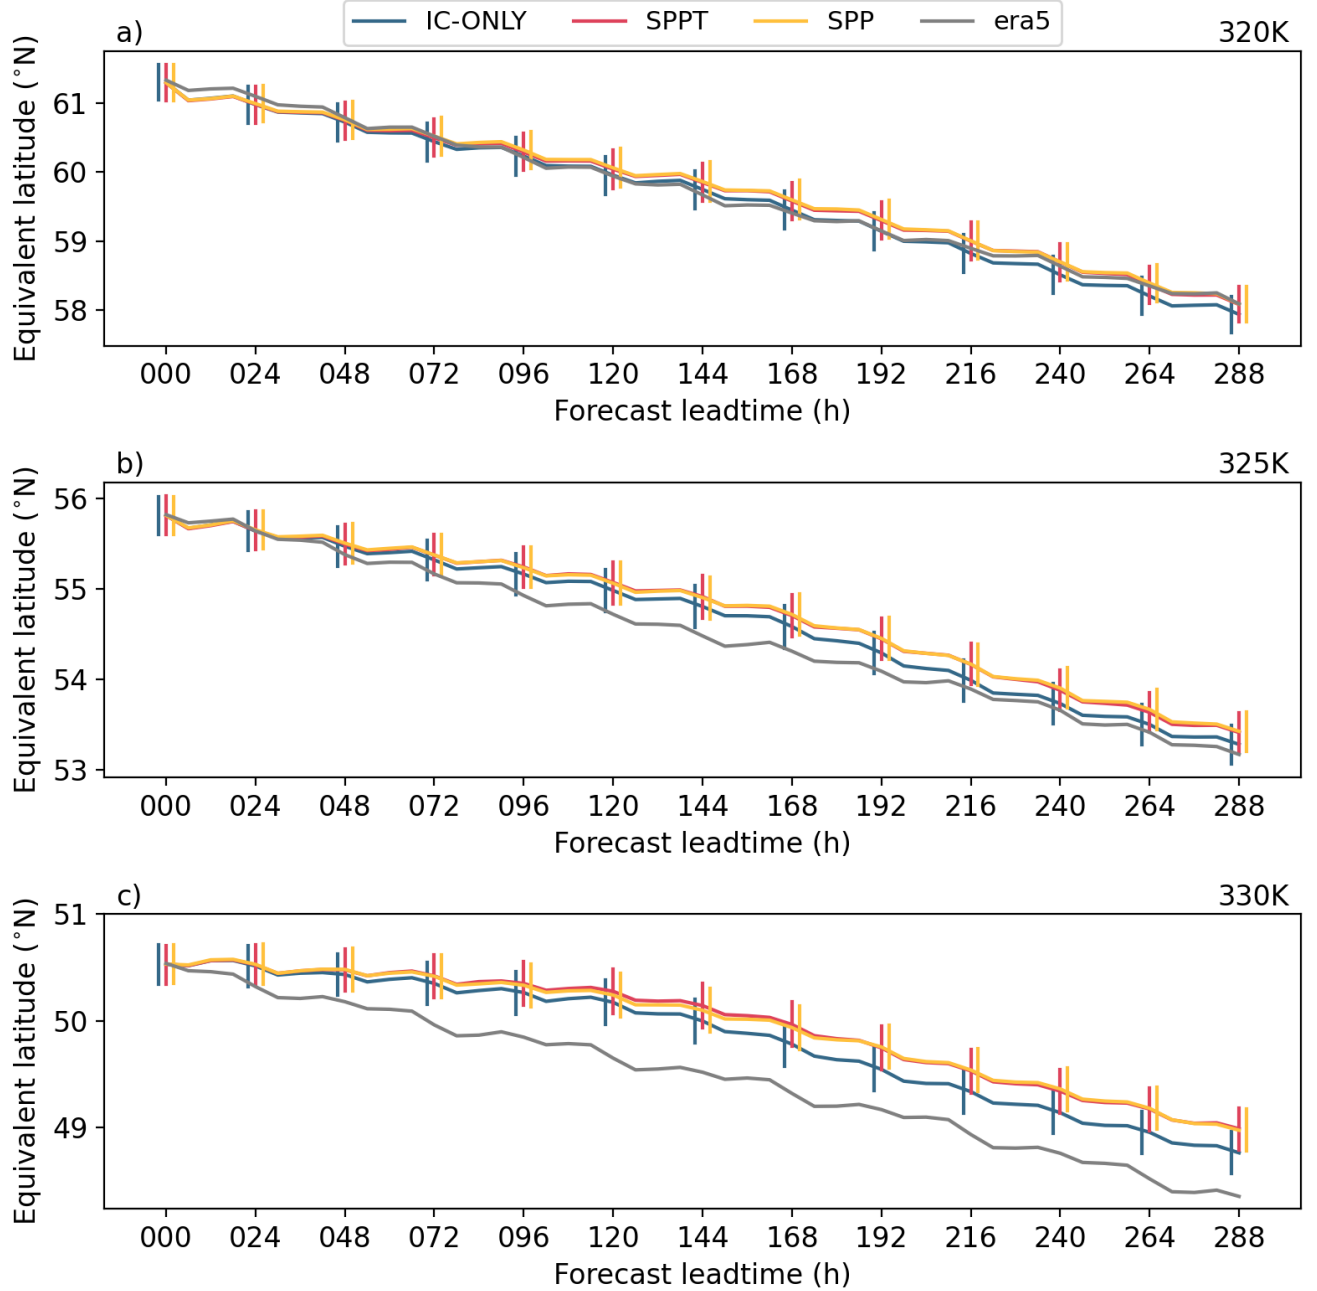 IC-ONLY SPPT SPP era5
a) 320K
Equivalent latitude (°N)
61
60
59
58
000 024 048 072 096 120 144 168 192 216 240 264 288
Forecast leadtime (h)
b) 325K
Equivalent latitude (°N)
56
55
54
53
000 024 048 072 096 120 144 168 192 216 240 264 288
Forecast leadtime (h)
c) 330K
Equivalent latitude (°N)
51
50
49
000 024 048 072 096 120 144 168 192 216 240 264 288
Forecast leadtime (h)